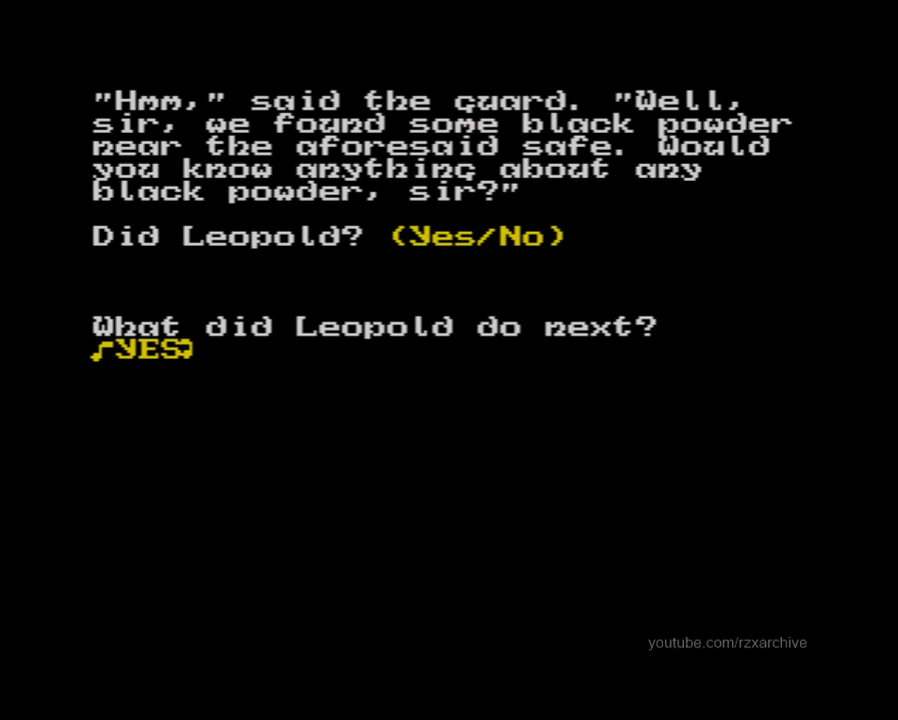 "Hmm," said the guard. "Well,
sir, we found some black powder
near the aforesaid safe. Would
you know anything about any
black powder, sir?"
Did Leopold? (Yes/No)
What did Leopold do next?
YES
youtube.com/rzxarchive